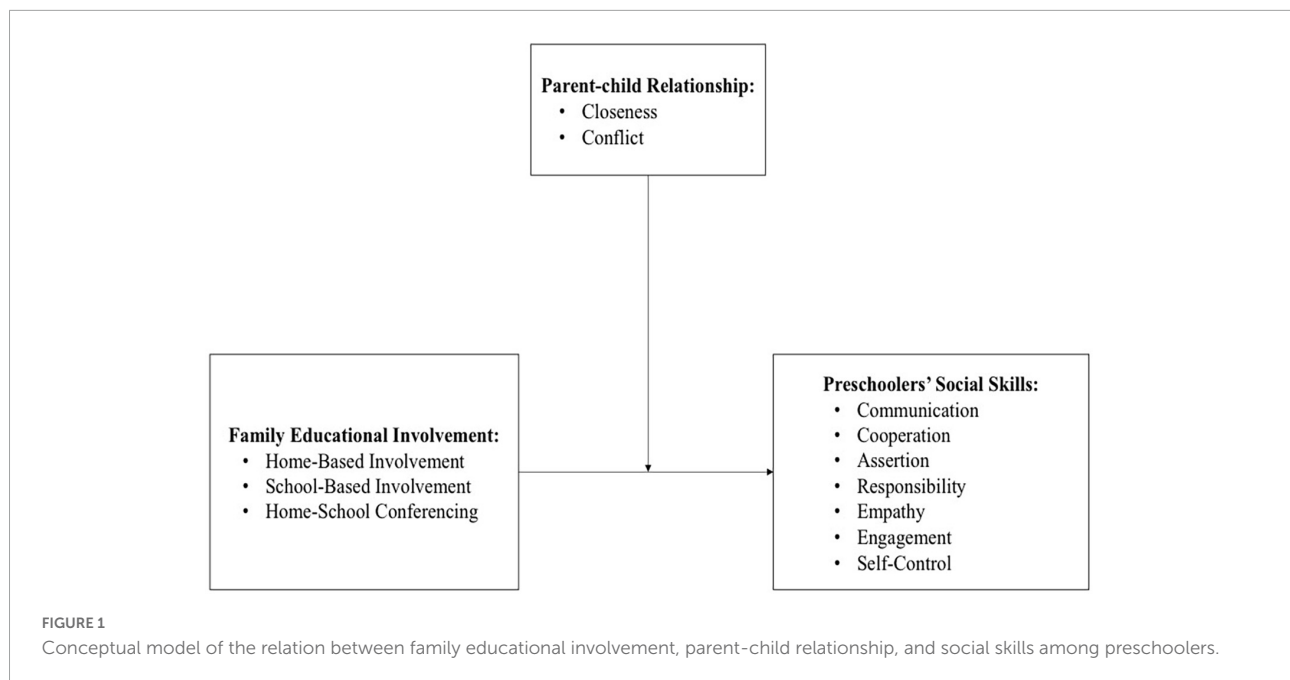 Parent-child Relationship:
• Closeness
• Conflict
Family Educational Involvement:
• Home-Based Involvement
• School-Based Involvement
• Home-School Conferencing
Preschoolers’ Social Skills:
• Communication
• Cooperation
• Assertion
• Responsibility
• Empathy
• Engagement
• Self-Control
FIGURE 1
Conceptual model of the relation between family educational involvement, parent-child relationship, and social skills among preschoolers.